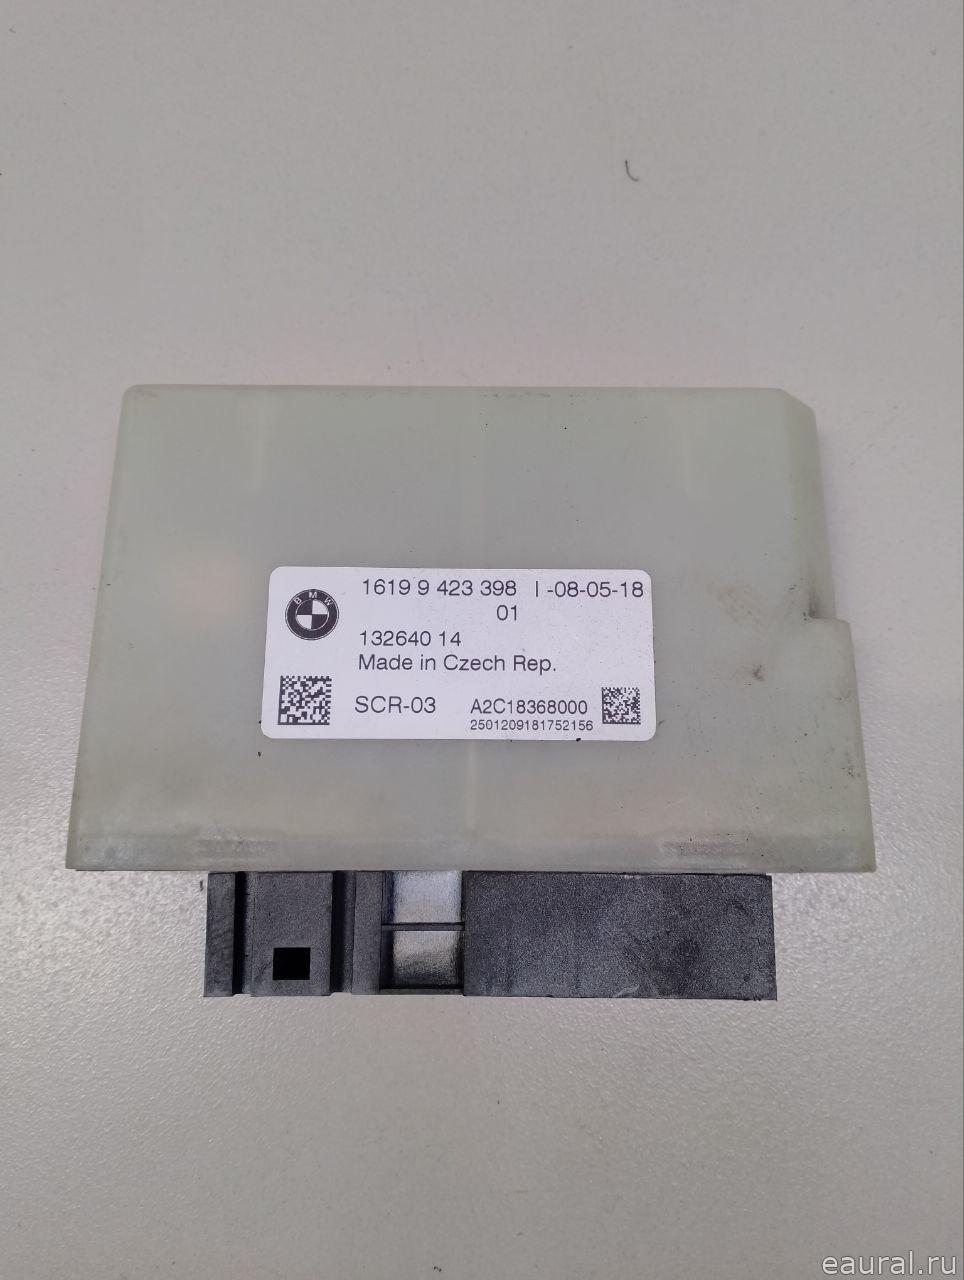 BMW
1619 9 423 398 I -08-05-18
01
132640 14
Made in Czech Rep.
SCR-03 A2C18368000
2501209181752156
eaural.ru